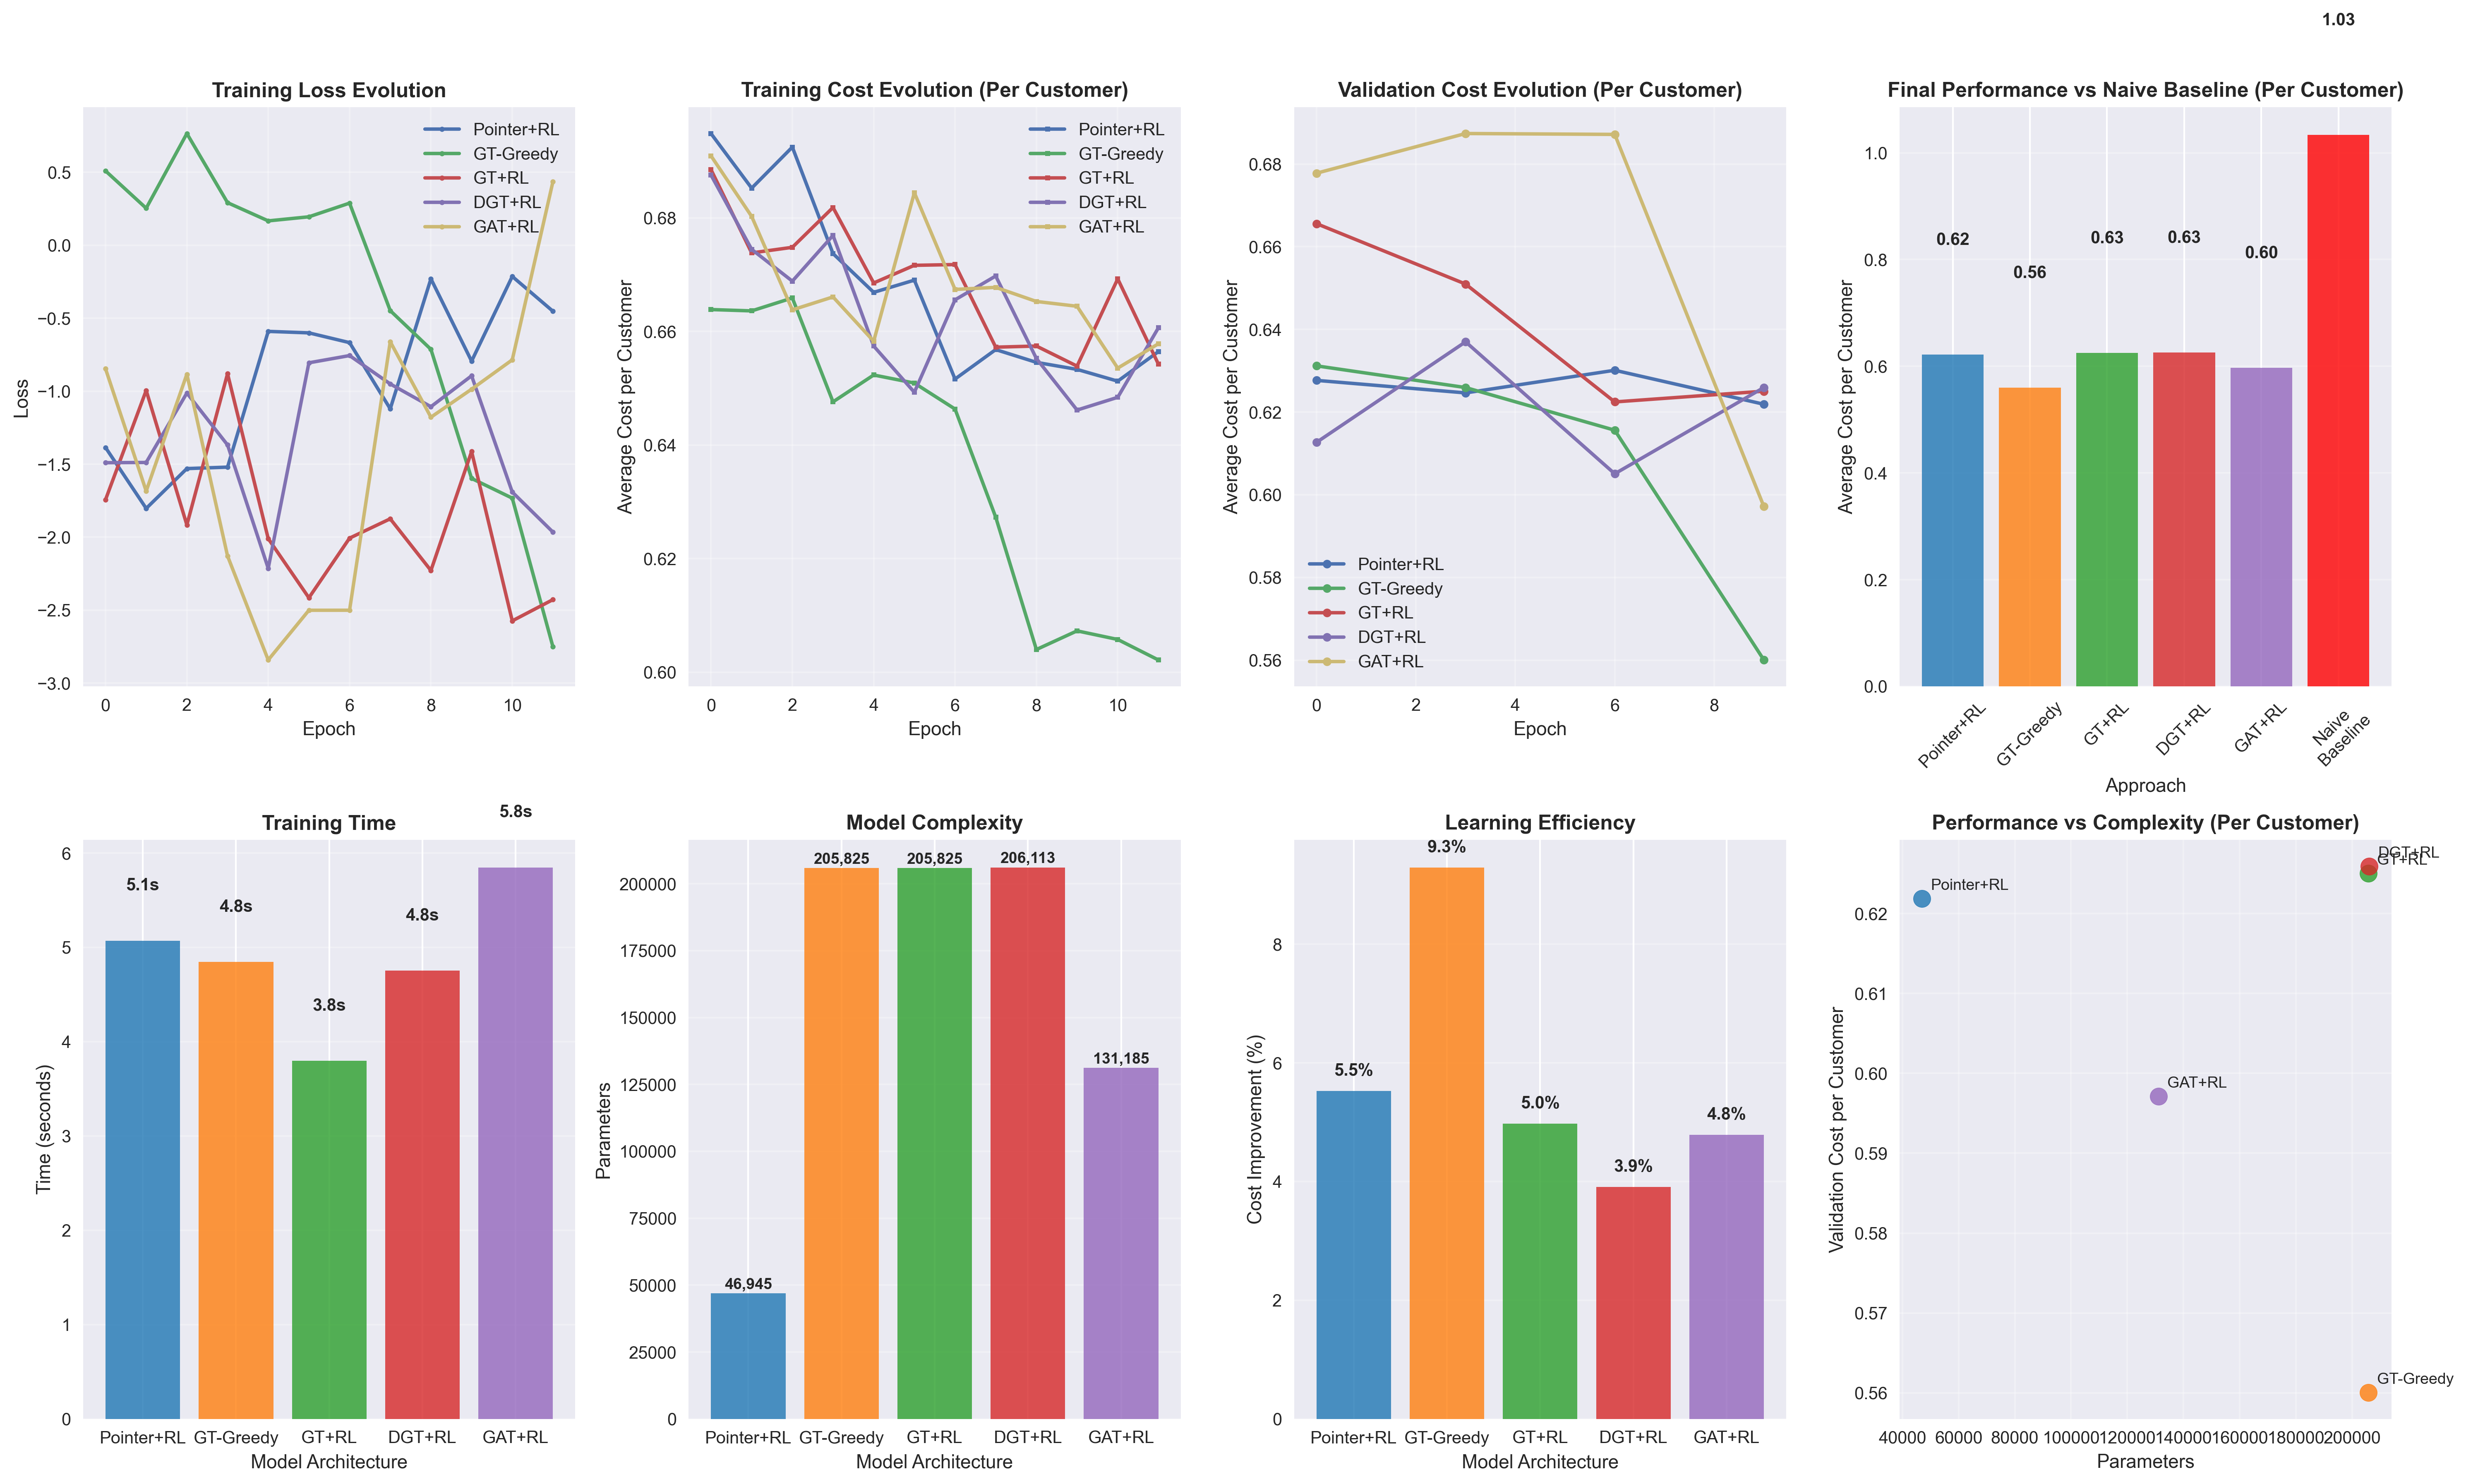 1.03
Training Loss Evolution
Loss
0.5
0.0
−0.5
−1.0
−1.5
−2.0
−2.5
−3.0
0 2 4 6 8 10
Epoch
Pointer+RL
GT-Greedy
GT+RL
DGT+RL
GAT+RL
Training Cost Evolution (Per Customer)
Average Cost per Customer
0.68
0.66
0.64
0.62
0.60
0 2 4 6 8 10
Epoch
Pointer+RL
GT-Greedy
GT+RL
DGT+RL
GAT+RL
Validation Cost Evolution (Per Customer)
Average Cost per Customer
0.68
0.66
0.64
0.62
0.60
0.58
0.56
0 2 4 6 8
Epoch
Pointer+RL
GT-Greedy
GT+RL
DGT+RL
GAT+RL
Final Performance vs Naive Baseline (Per Customer)
Average Cost per Customer
1.0
0.8
0.6
0.4
0.2
0.0
0.62
0.56
0.63
0.63
0.60
Pointer+RL
GT-Greedy
GT+RL
DGT+RL
GAT+RL
Naive
Baseline
Approach
Training Time
Time (seconds)
6
5
4
3
2
1
0
5.1s
4.8s
3.8s
4.8s
5.8s
Pointer+RL GT-Greedy GT+RL DGT+RL GAT+RL
Model Architecture
Model Complexity
Parameters
200000
175000
150000
125000
100000
75000
50000
25000
0
46,945
205,825
205,825
206,113
131,185
Pointer+RL GT-Greedy GT+RL DGT+RL GAT+RL
Model Architecture
Learning Efficiency
Cost Improvement (%)
8
6
4
2
0
5.5%
9.3%
5.0%
3.9%
4.8%
Pointer+RL GT-Greedy GT+RL DGT+RL GAT+RL
Model Architecture
Performance vs Complexity (Per Customer)
Validation Cost per Customer
0.62
0.61
0.60
0.59
0.58
0.57
0.56
DGT+RL
GT+RL
Pointer+RL
GAT+RL
GT-Greedy
40000 60000 80000 100000 120000 140000 160000 180000 200000
Parameters